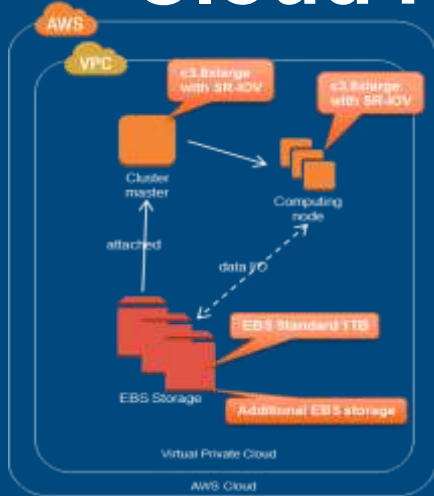 Cloud
AWS
VPC
c3.8xlarge
with SR-IOV
c3.8xlarge
with SR-IOV
Cluster
master
Computing
node
attached
data I/O
EBS Standard 1TB
EBS Storage
Additional EBS storage
Virtual Private Cloud
AWS Cloud